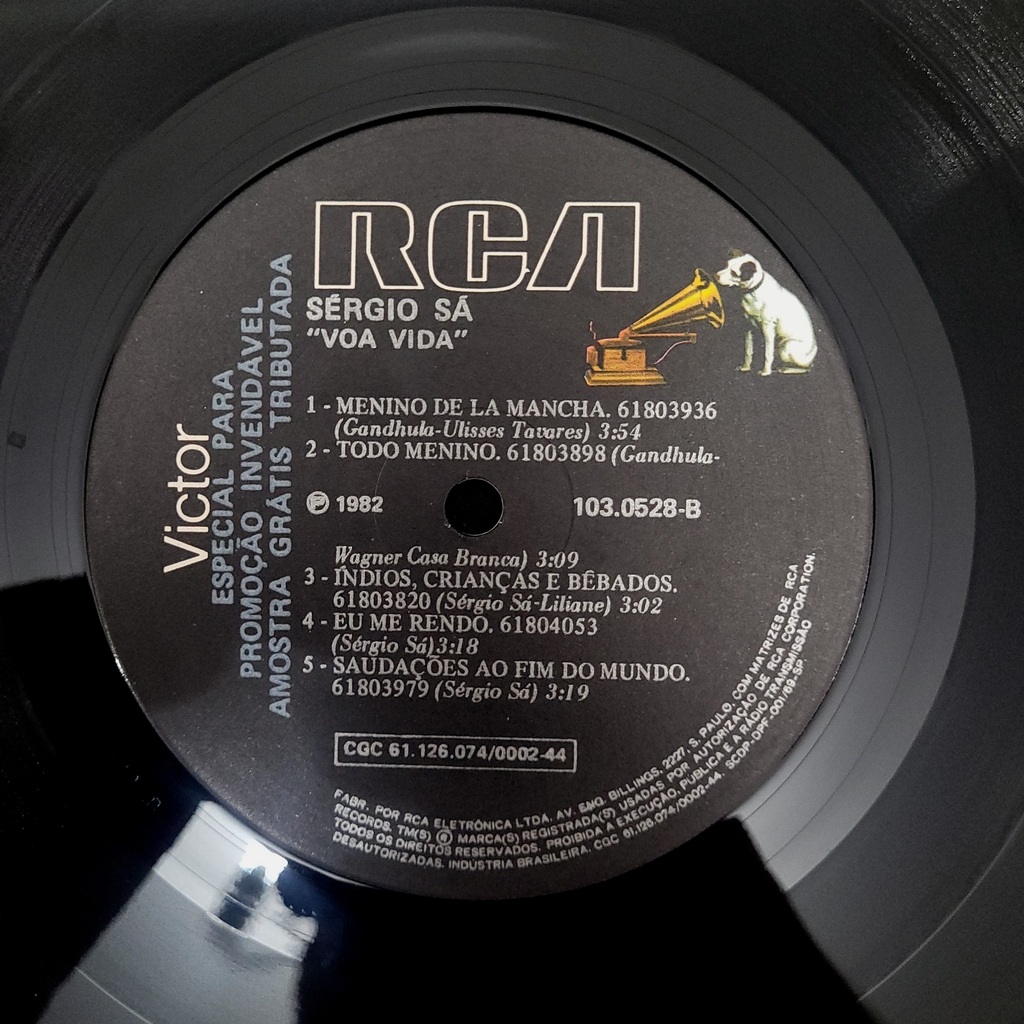 RCA
SÉRGIO SÁ
"VOA VIDA"
Victor
ESPECIAL PARA
PROMOÇÃO INVENDÁVEL
AMOSTRA GRÁTIS TRIBUTADA
1 - MENINO DE LA MANCHA. 61803936
(Gandhula-Ulisses Tavares) 3:54
2 - TODO MENINO. 61803898 (Gandhula-
℗ 1982
103.0528-B
Wagner Casa Branca) 3:09
3 - ÍNDIOS, CRIANÇAS E BÊBADOS.
61803820 (Sérgio Sá-Liliane) 3:02
4 - EU ME RENDO. 61804053
(Sérgio Sá)3:18
5 - SAUDAÇÕES AO FIM DO MUNDO.
61803979 (Sérgio Sá) 3:19
CGC 61.126.074/0002-44
FABR. POR RCA ELETRÔNICA LTDA, AV. ENG. BILLINGS, 2227, S. PAULO, COM MATRIZES DE RCA
RECORDS. TM(S) ® MARCA(S) REGISTRADA(S) USADAS POR AUTORIZAÇÃO DE RCA CORPORATION.
TODOS OS DIREITOS RESERVADOS. PROIBIDA A EXECUÇÃO, PÚBLICA E A RÁDIO TRANSMISSÃO
DESAUTORIZADAS. INDÚSTRIA BRASILEIRA. CGC 61.126.074/0002-44. SCDP-DPF-001/69-SP